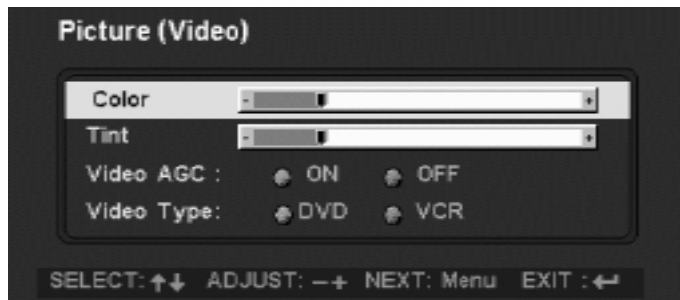 Picture (Video)
Color - +
Tint - +
Video AGC : ON OFF
Video Type: DVD VCR
SELECT: ↑↓ ADJUST: −+ NEXT: Menu EXIT : ↵